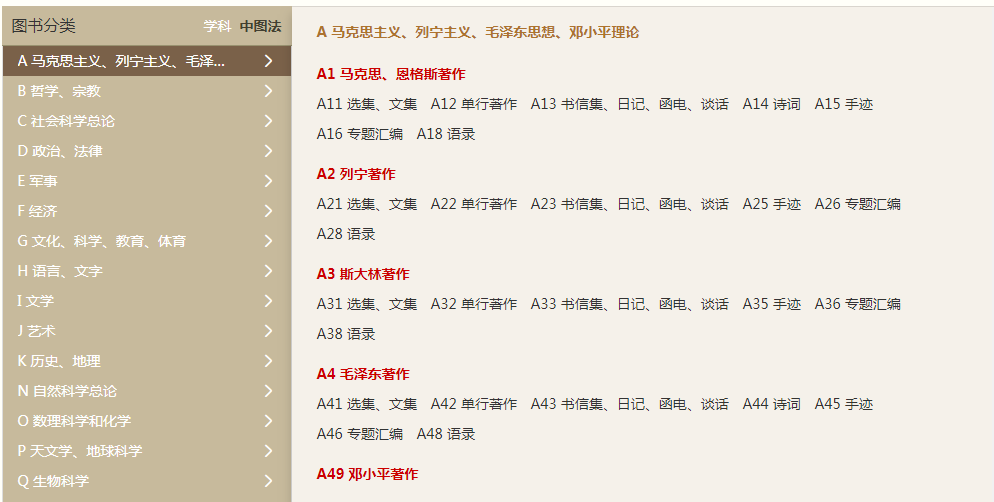 图书分类 学科 中图法
A 马克思主义、列宁主义、毛泽...
B 哲学、宗教
C 社会科学总论
D 政治、法律
E 军事
F 经济
G 文化、科学、教育、体育
H 语言、文字
I 文学
J 艺术
K 历史、地理
N 自然科学总论
O 数理科学和化学
P 天文学、地球科学
Q 生物科学
A 马克思主义、列宁主义、毛泽东思想、邓小平理论
A1 马克思、恩格斯著作
A11 选集、文集 A12 单行著作 A13 书信集、日记、函电、谈话 A14 诗词 A15 手迹
A16 专题汇编 A18 语录
A2 列宁著作
A21 选集、文集 A22 单行著作 A23 书信集、日记、函电、谈话 A25 手迹 A26 专题汇编
A28 语录
A3 斯大林著作
A31 选集、文集 A32 单行著作 A33 书信集、日记、函电、谈话 A35 手迹 A36 专题汇编
A38 语录
A4 毛泽东著作
A41 选集、文集 A42 单行著作 A43 书信集、日记、函电、谈话 A44 诗词 A45 手迹
A46 专题汇编 A48 语录
A49 邓小平著作